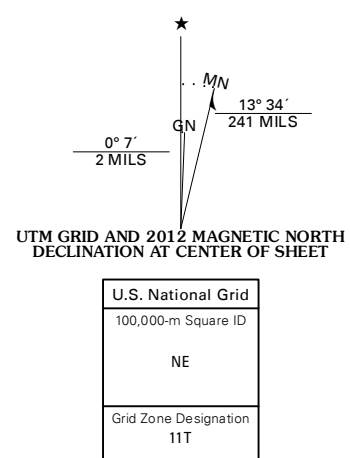 ★
MN
13° 34´
241 MILS
GN
0° 7´
2 MILS
UTM GRID AND 2012 MAGNETIC NORTH
DECLINATION AT CENTER OF SHEET
U.S. National Grid
100,000-m Square ID
NE
Grid Zone Designation
11T